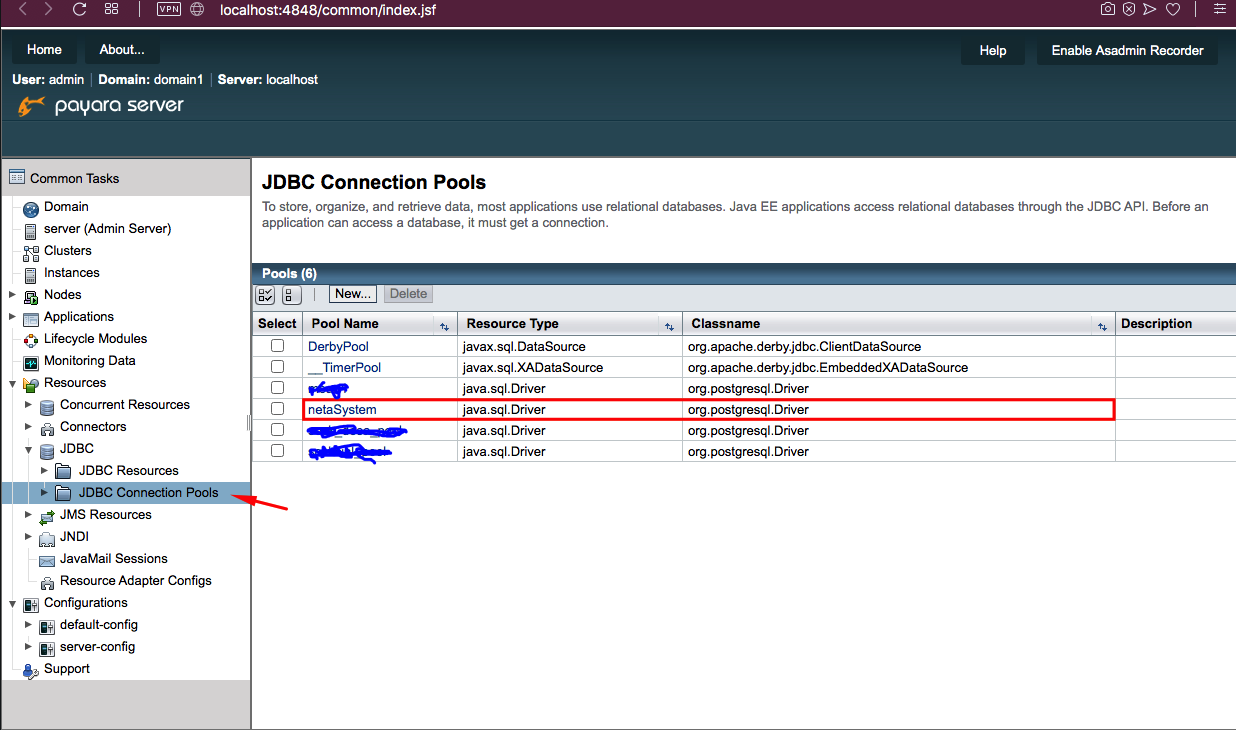 VPN localhost:4848/common/index.jsf
Home About... Help Enable Asadmin Recorder
User: admin Domain: domain1 Server: localhost
payara server
Common Tasks
Domain
server (Admin Server)
Clusters
Instances
Nodes
Applications
Lifecycle Modules
Monitoring Data
Resources
Concurrent Resources
Connectors
JDBC
JDBC Resources
JDBC Connection Pools
JMS Resources
JNDI
JavaMail Sessions
Resource Adapter Configs
Configurations
default-config
server-config
Support
JDBC Connection Pools
To store, organize, and retrieve data, most applications use relational databases. Java EE applications access relational databases through the JDBC API. Before an
application can access a database, it must get a connection.
Pools (6)
New... Delete
Select Pool Name Resource Type Classname Description
DerbyPool javax.sql.DataSource org.apache.derby.jdbc.ClientDataSource
__TimerPool javax.sql.XADataSource org.apache.derby.jdbc.EmbeddedXADataSource
java.sql.Driver org.postgresql.Driver
netaSystem java.sql.Driver org.postgresql.Driver
java.sql.Driver org.postgresql.Driver
java.sql.Driver org.postgresql.Driver